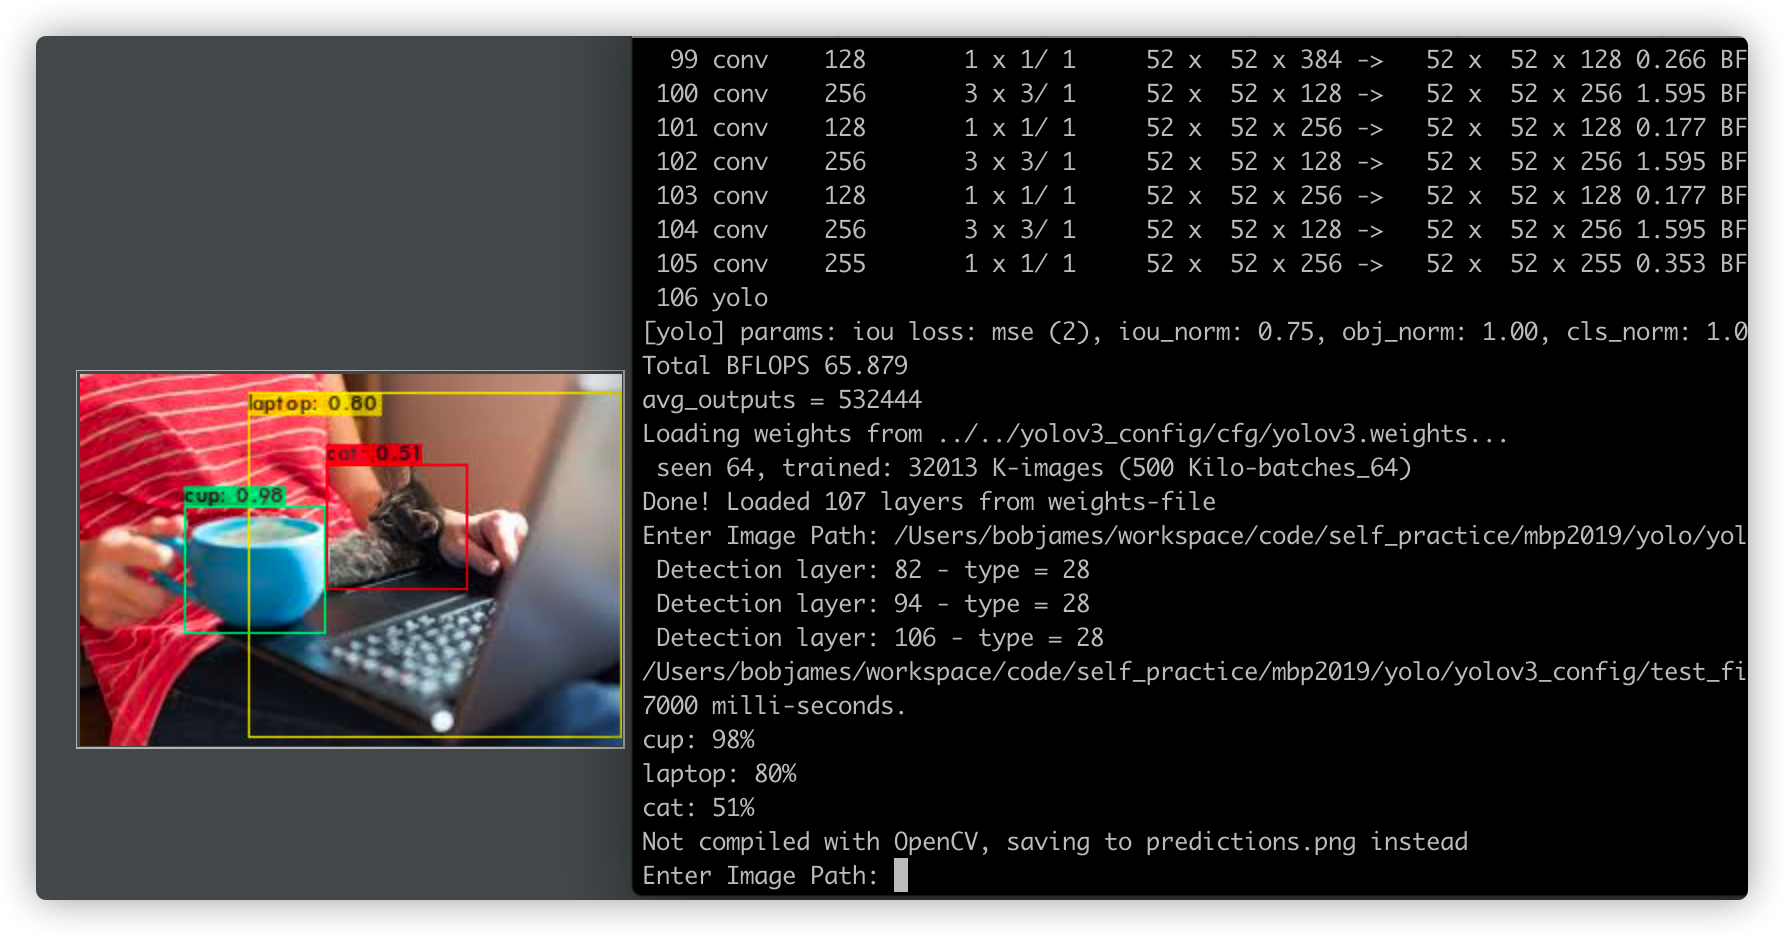 laptop: 0.80
cat: 0.51
cup: 0.98
99 conv 128 1 x 1/ 1 52 x 52 x 384 -> 52 x 52 x 128 0.266 BF
100 conv 256 3 x 3/ 1 52 x 52 x 128 -> 52 x 52 x 256 1.595 BF
101 conv 128 1 x 1/ 1 52 x 52 x 256 -> 52 x 52 x 128 0.177 BF
102 conv 256 3 x 3/ 1 52 x 52 x 128 -> 52 x 52 x 256 1.595 BF
103 conv 128 1 x 1/ 1 52 x 52 x 256 -> 52 x 52 x 128 0.177 BF
104 conv 256 3 x 3/ 1 52 x 52 x 128 -> 52 x 52 x 256 1.595 BF
105 conv 255 1 x 1/ 1 52 x 52 x 256 -> 52 x 52 x 255 0.353 BF
106 yolo
[yolo] params: iou loss: mse (2), iou_norm: 0.75, obj_norm: 1.00, cls_norm: 1.0
Total BFLOPS 65.879
avg_outputs = 532444
Loading weights from ../../yolov3_config/cfg/yolov3.weights...
seen 64, trained: 32013 K-images (500 Kilo-batches_64)
Done! Loaded 107 layers from weights-file
Enter Image Path: /Users/bobjames/workspace/code/self_practice/mbp2019/yolo/yol
Detection layer: 82 - type = 28
Detection layer: 94 - type = 28
Detection layer: 106 - type = 28
/Users/bobjames/workspace/code/self_practice/mbp2019/yolo/yolov3_config/test_fi
7000 milli-seconds.
cup: 98%
laptop: 80%
cat: 51%
Not compiled with OpenCV, saving to predictions.png instead
Enter Image Path: